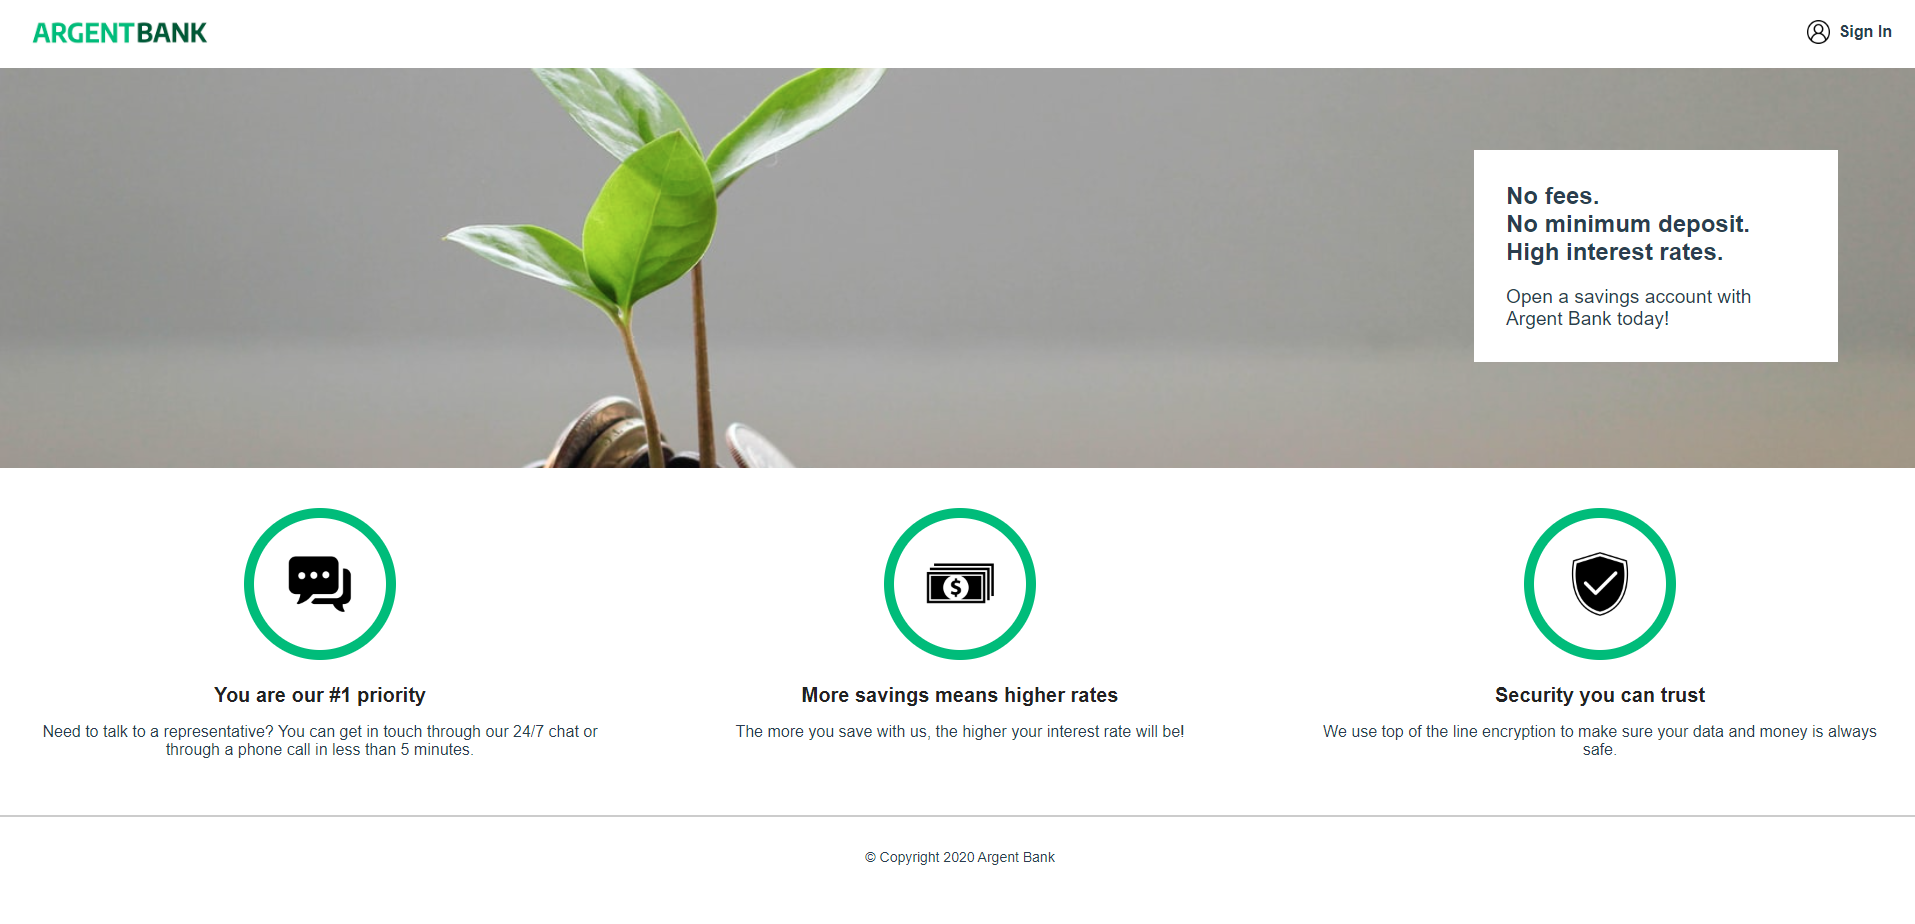 ARGENTBANK
Sign In
No fees.
No minimum deposit.
High interest rates.
Open a savings account with
Argent Bank today!
You are our #1 priority
Need to talk to a representative? You can get in touch through our 24/7 chat or
through a phone call in less than 5 minutes.
More savings means higher rates
The more you save with us, the higher your interest rate will be!
Security you can trust
We use top of the line encryption to make sure your data and money is always
safe.
© Copyright 2020 Argent Bank